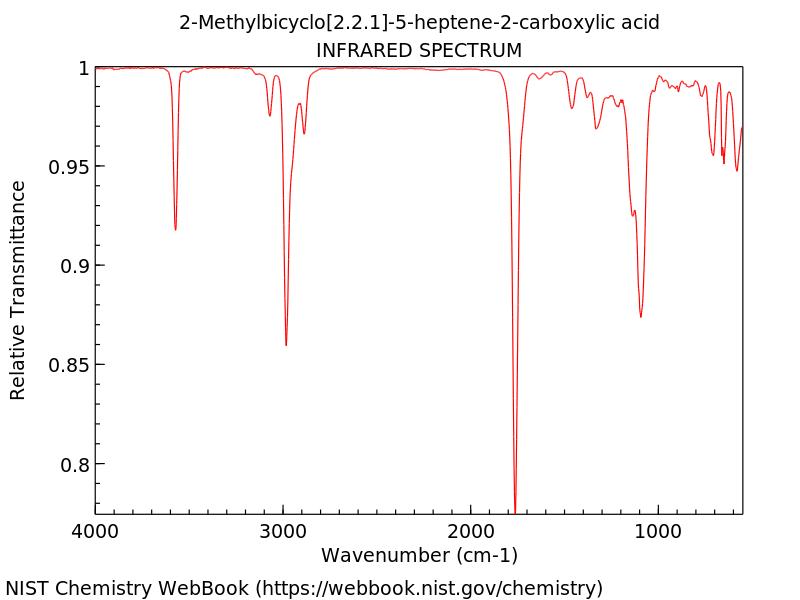 2-Methylbicyclo[2.2.1]-5-heptene-2-carboxylic acid
INFRARED SPECTRUM
1
0.95
0.9
0.85
0.8
Relative Transmittance
4000 3000 2000 1000
Wavenumber (cm-1)
NIST Chemistry WebBook (https://webbook.nist.gov/chemistry)